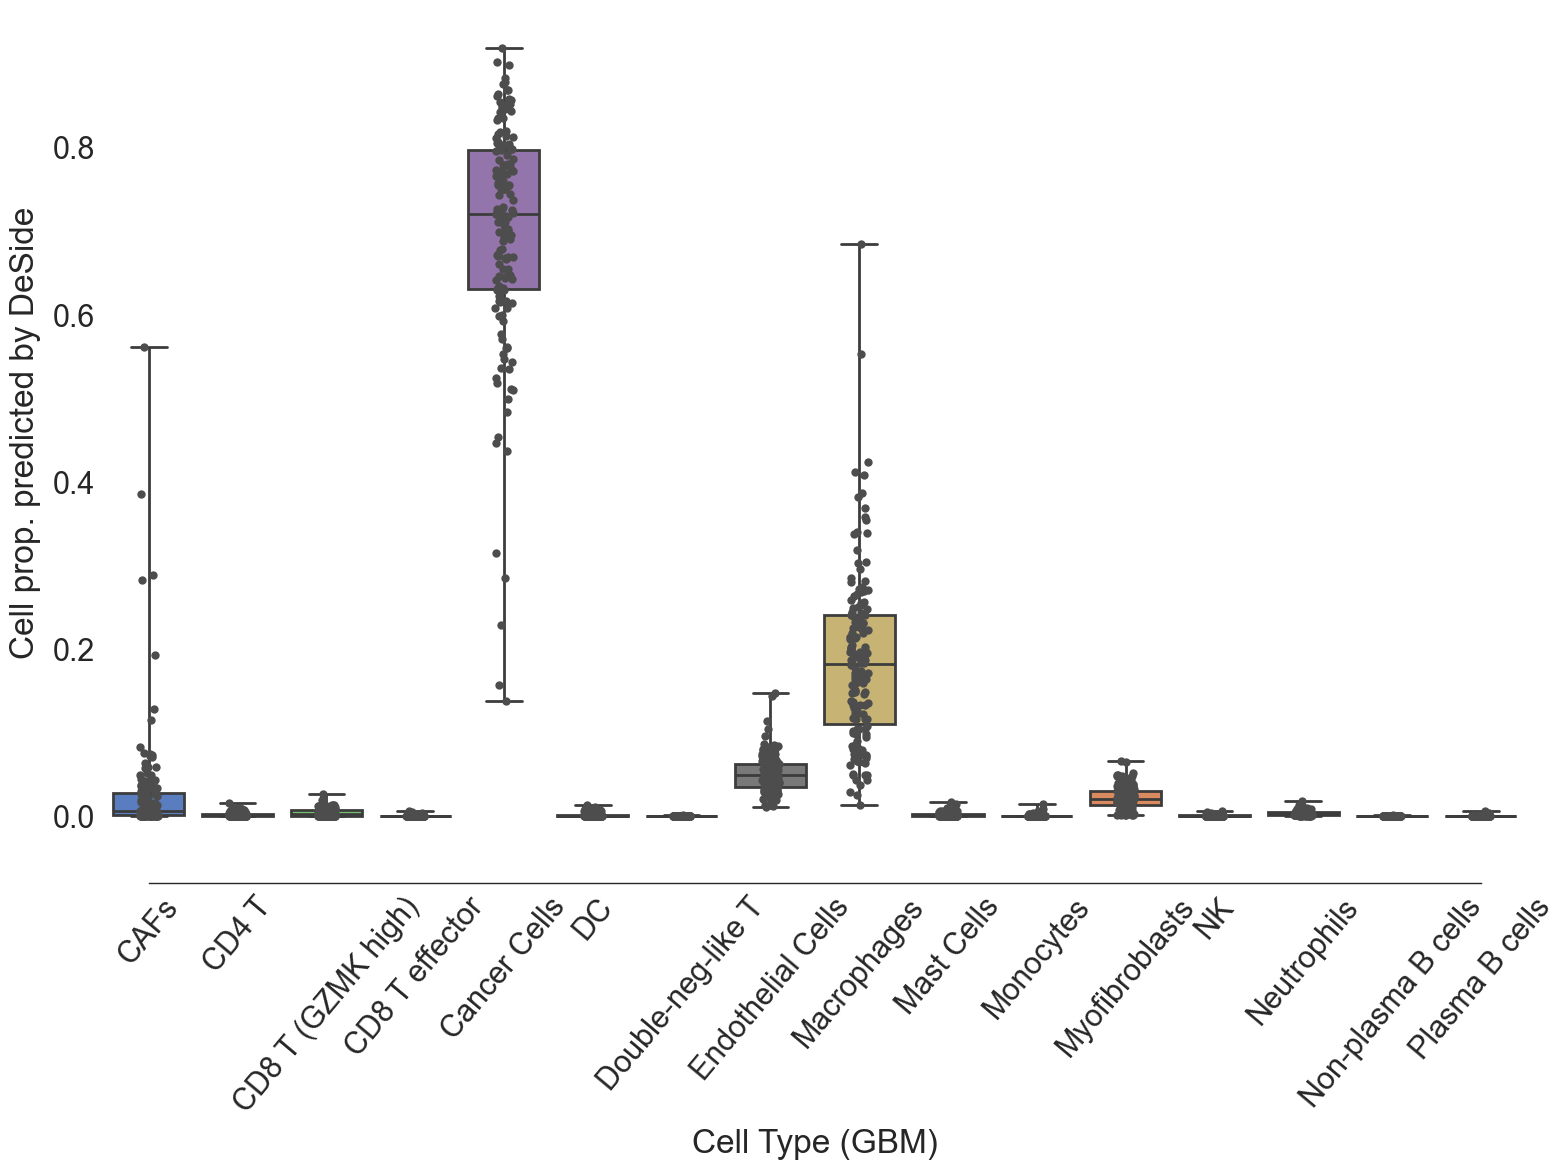 Cell prop. predicted by DeSide
0.8
0.6
0.4
0.2
0.0
CAFs
CD4 T
CD8 T (GZMK high)
CD8 T effector
Cancer Cells
DC
Double-neg-like T
Endothelial Cells
Macrophages
Mast Cells
Monocytes
Myofibroblasts
NK
Neutrophils
Non-plasma B cells
Plasma B cells
Cell Type (GBM)